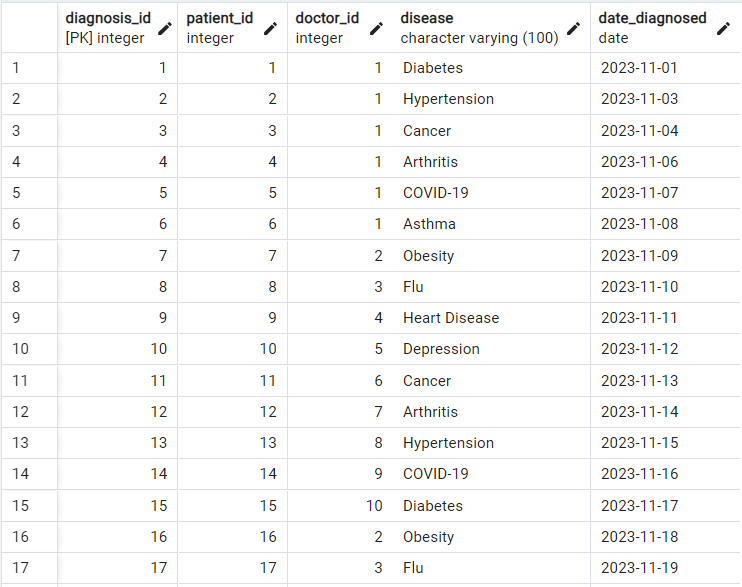 diagnosis_id patient_id doctor_id disease date_diagnosed
[PK] integer integer integer character varying (100) date
1 1 1 1 Diabetes 2023-11-01
2 2 2 1 Hypertension 2023-11-03
3 3 3 1 Cancer 2023-11-04
4 4 4 1 Arthritis 2023-11-06
5 5 5 1 COVID-19 2023-11-07
6 6 6 1 Asthma 2023-11-08
7 7 7 2 Obesity 2023-11-09
8 8 8 3 Flu 2023-11-10
9 9 9 4 Heart Disease 2023-11-11
10 10 10 5 Depression 2023-11-12
11 11 11 6 Cancer 2023-11-13
12 12 12 7 Arthritis 2023-11-14
13 13 13 8 Hypertension 2023-11-15
14 14 14 9 COVID-19 2023-11-16
15 15 15 10 Diabetes 2023-11-17
16 16 16 2 Obesity 2023-11-18
17 17 17 3 Flu 2023-11-19